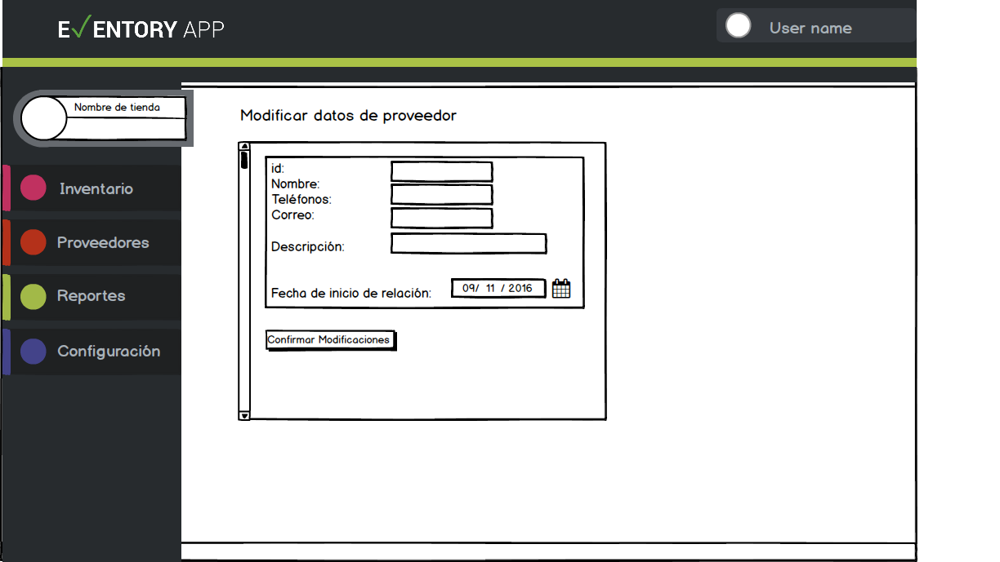 E✓ENTORY APP
User name
Nombre de tienda
Modificar datos de proveedor
id:
Nombre:
Teléfonos:
Correo:
Descripción:
Fecha de inicio de relación: 09/ 11 / 2016
Confirmar Modificaciones
Inventario
Proveedores
Reportes
Configuración